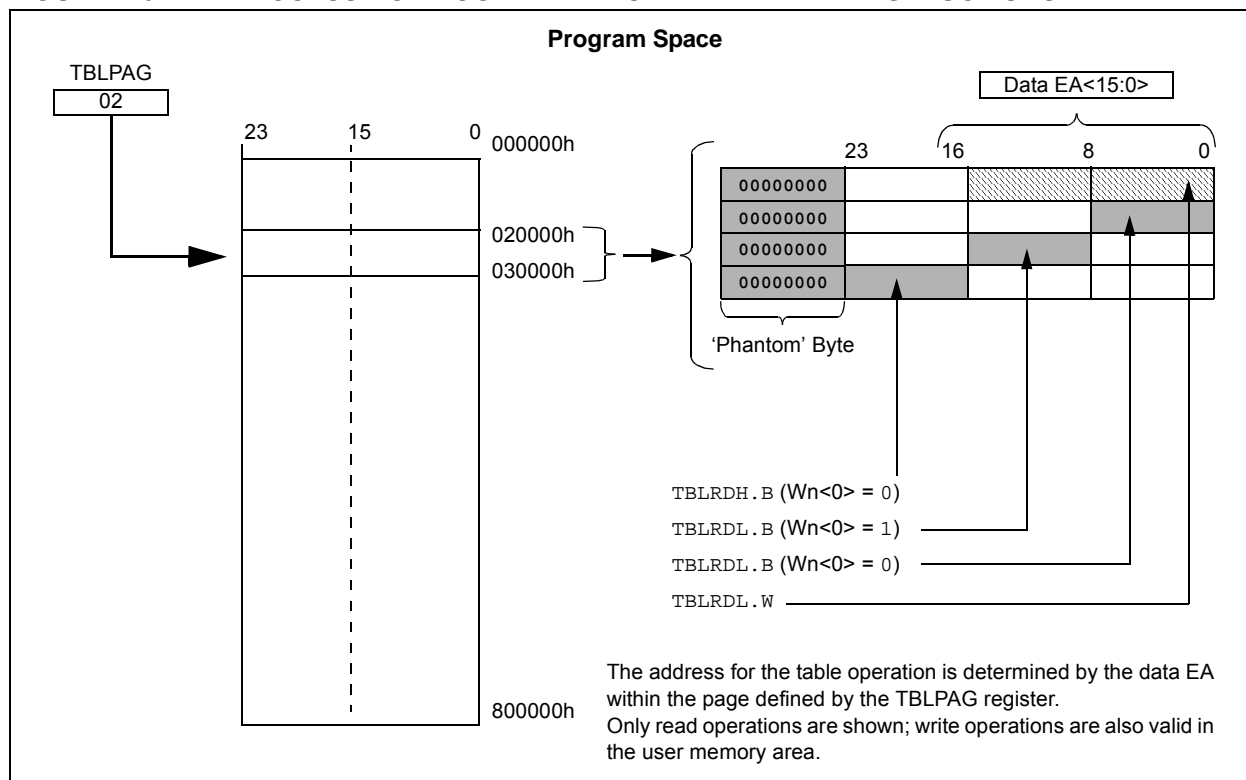 Program Space
TBLPAG
02
Data EA<15:0>
23 15 0
000000h
23 16 8 0
00000000
00000000
00000000
00000000
020000h
030000h
‘Phantom’ Byte
TBLRDH.B (Wn<0> = 0)
TBLRDL.B (Wn<0> = 1)
TBLRDL.B (Wn<0> = 0)
TBLRDL.W
The address for the table operation is determined by the data EA
within the page defined by the TBLPAG register.
Only read operations are shown; write operations are also valid in
the user memory area.
800000h